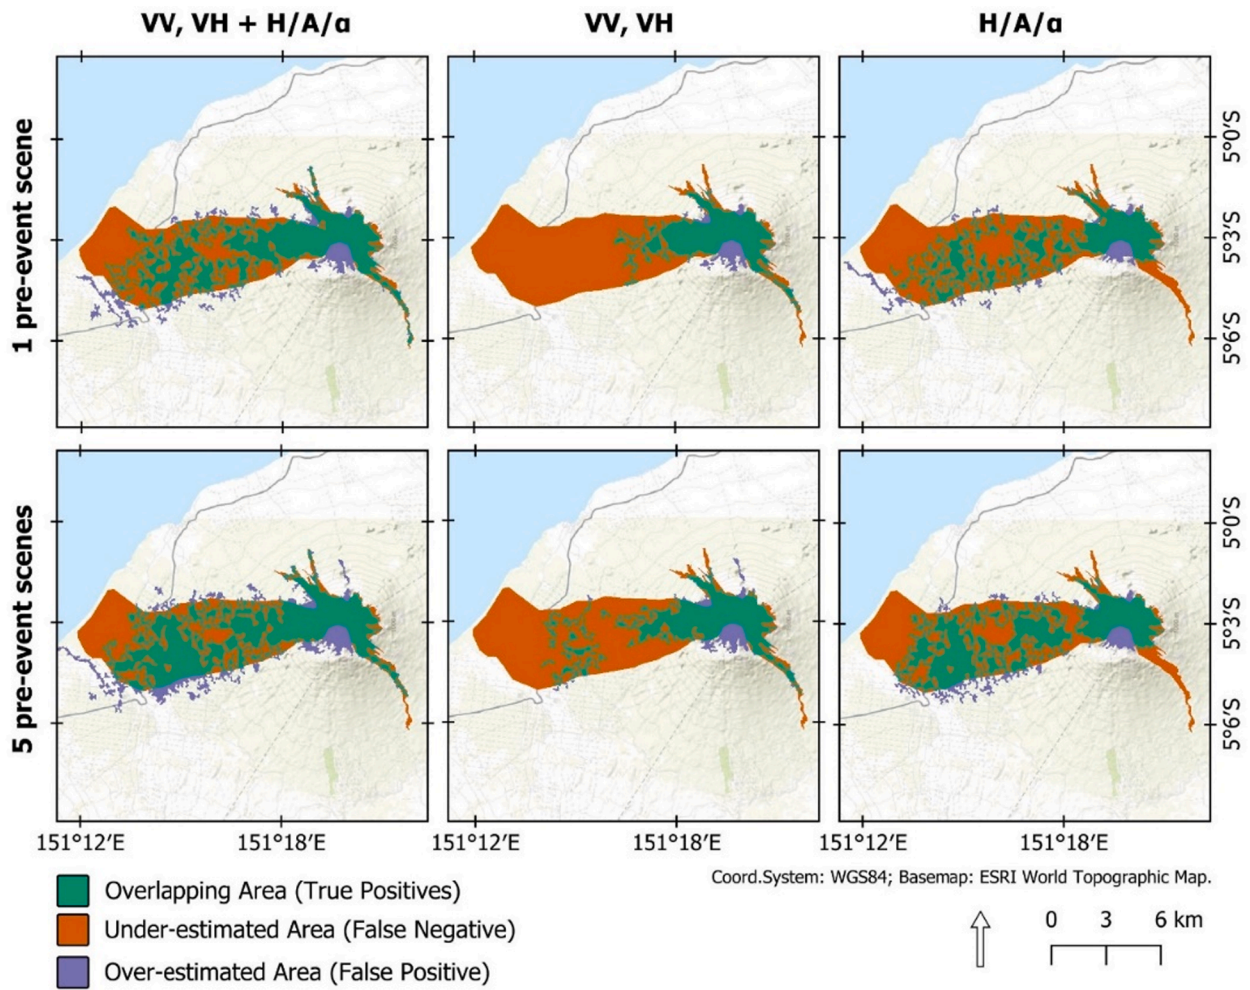 VV, VH + H/A/α
VV, VH
H/A/α
1 pre-event scene
5°0'S
5°3'S
5°6'S
5 pre-event scenes
5°0'S
5°3'S
5°6'S
151°12'E
151°18'E
151°12'E
151°18'E
151°12'E
151°18'E
Coord.System: WGS84; Basemap: ESRI World Topographic Map.
Overlapping Area (True Positives)
Under-estimated Area (False Negative)
Over-estimated Area (False Positive)
0 3 6 km